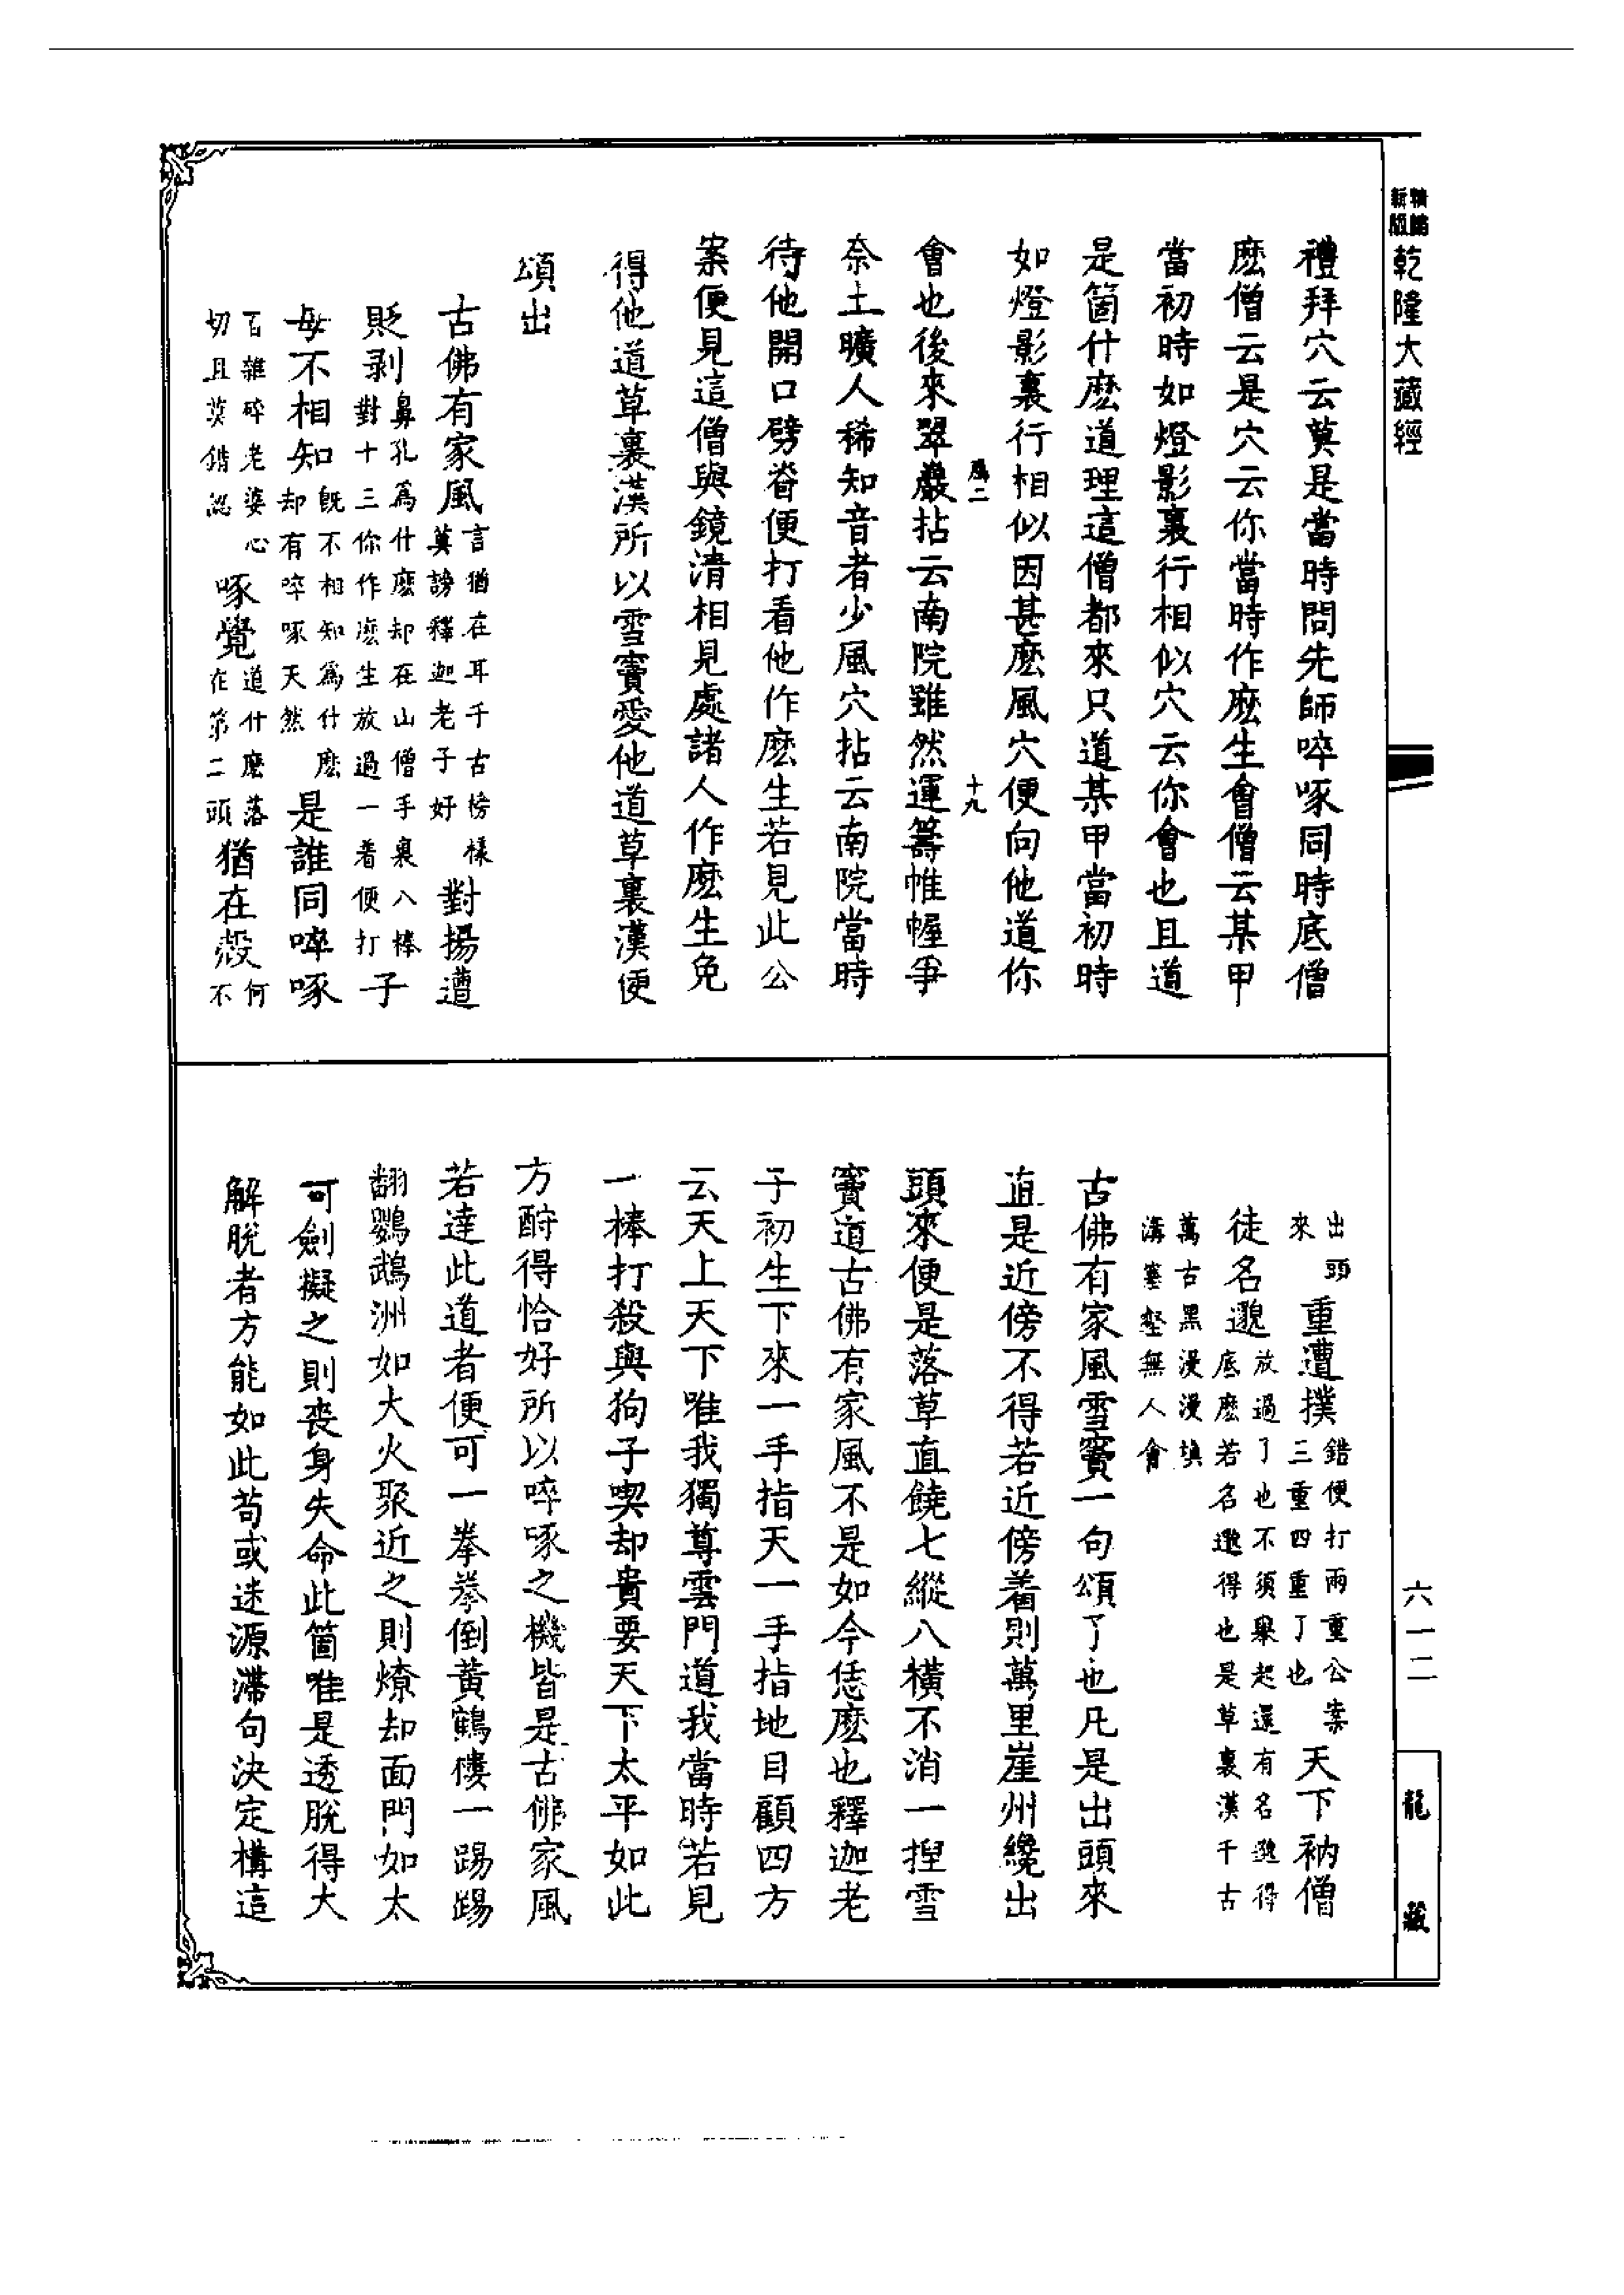 精縮
新版
乾隆大藏經
禮拜穴云莫是當時問先師啐啄同時底僧
麽僧云是穴云你當時作麽生會僧云某甲
當初時如燈影裏行相似穴云你會也且道
是箇什麽道理這僧都來只道某甲當初時
如燈影裏行相似因甚麽風穴便向他道你
風二
十九
會也後來翠巖拈云南院雖然運籌帷幄爭
奈土曠人稀知音者少風穴拈云南院當時
待他開口劈脊便打看他作麽生若見此公
案便見這僧與鏡清相見處諸人作麽生免
得他道草裏漢所以雪竇愛他道草裏漢便
頌出
古佛有家風言猶在耳千古榜樣莫謗釋迦老子好對揚遭
貶剥鼻孔爲什麽却在山僧手裏八棒對十三你作麽生放過一着便打子
毋不相知旣不相知爲什麽却有啐啄天然是誰同啐啄
百雜碎老婆心切且莫錯認啄覺道什麽落在第二頭猶在殻何不
出頭來重遭撲錯便打兩重公案三重四重了也天下衲僧
徒名邈放過了也不須舉起還有名邈得底麽若名邈得也是草裏漢千古
萬古黑漫漫填溝塞壑無人會
古佛有家風雪竇一句頌了也凡是出頭來
直是近傍不得若近傍着則萬里崖州纔出
頭來便是落草直饒七縱八橫不消一揑雪
竇道古佛有家風不是如今恁麽也釋迦老
子初生下來一手指天一手指地目顧四方
云天上天下唯我獨尊雲門道我當時若見
一棒打殺與狗子喫却貴要天下太平如此
方酧得恰好所以啐啄之機皆是古佛家風
若達此道者便可一拳拳倒黃鶴樓一踢踢
翻鸚鵡洲如大火聚近之則燎却面門如太
可劍擬之則喪身失命此箇唯是透脫得大
解脫者方能如此苟或迷源滯句決定搆這
六一二
龍藏